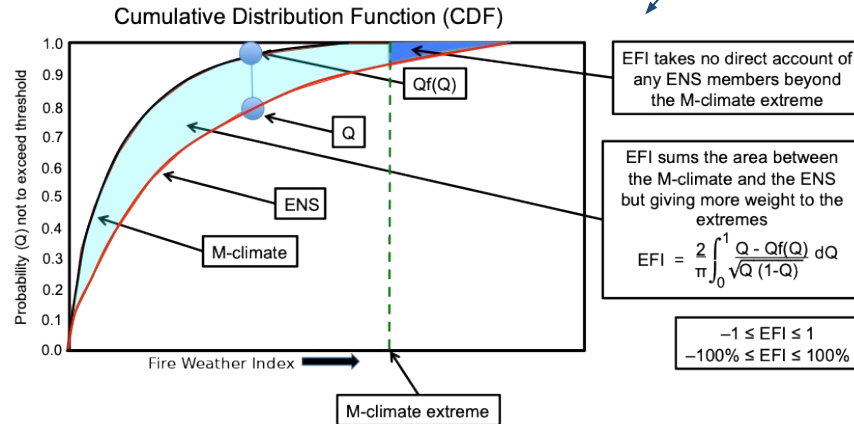 Cumulative Distribution Function (CDF)
Probability (Q) not to exceed threshold
1.0
0.9
0.8
0.7
0.6
0.5
0.4
0.3
0.2
0.1
0.0
Qf(Q)
Q
ENS
M-climate
Fire Weather Index
M-climate extreme
EFI takes no direct account of
any ENS members beyond
the M-climate extreme
EFI sums the area between
the M-climate and the ENS
but giving more weight to the
extremes
EFI = 2/π ∫₀¹ Q - Qf(Q) / √Q (1-Q) dQ
–1 ≤ EFI ≤ 1
–100% ≤ EFI ≤ 100%